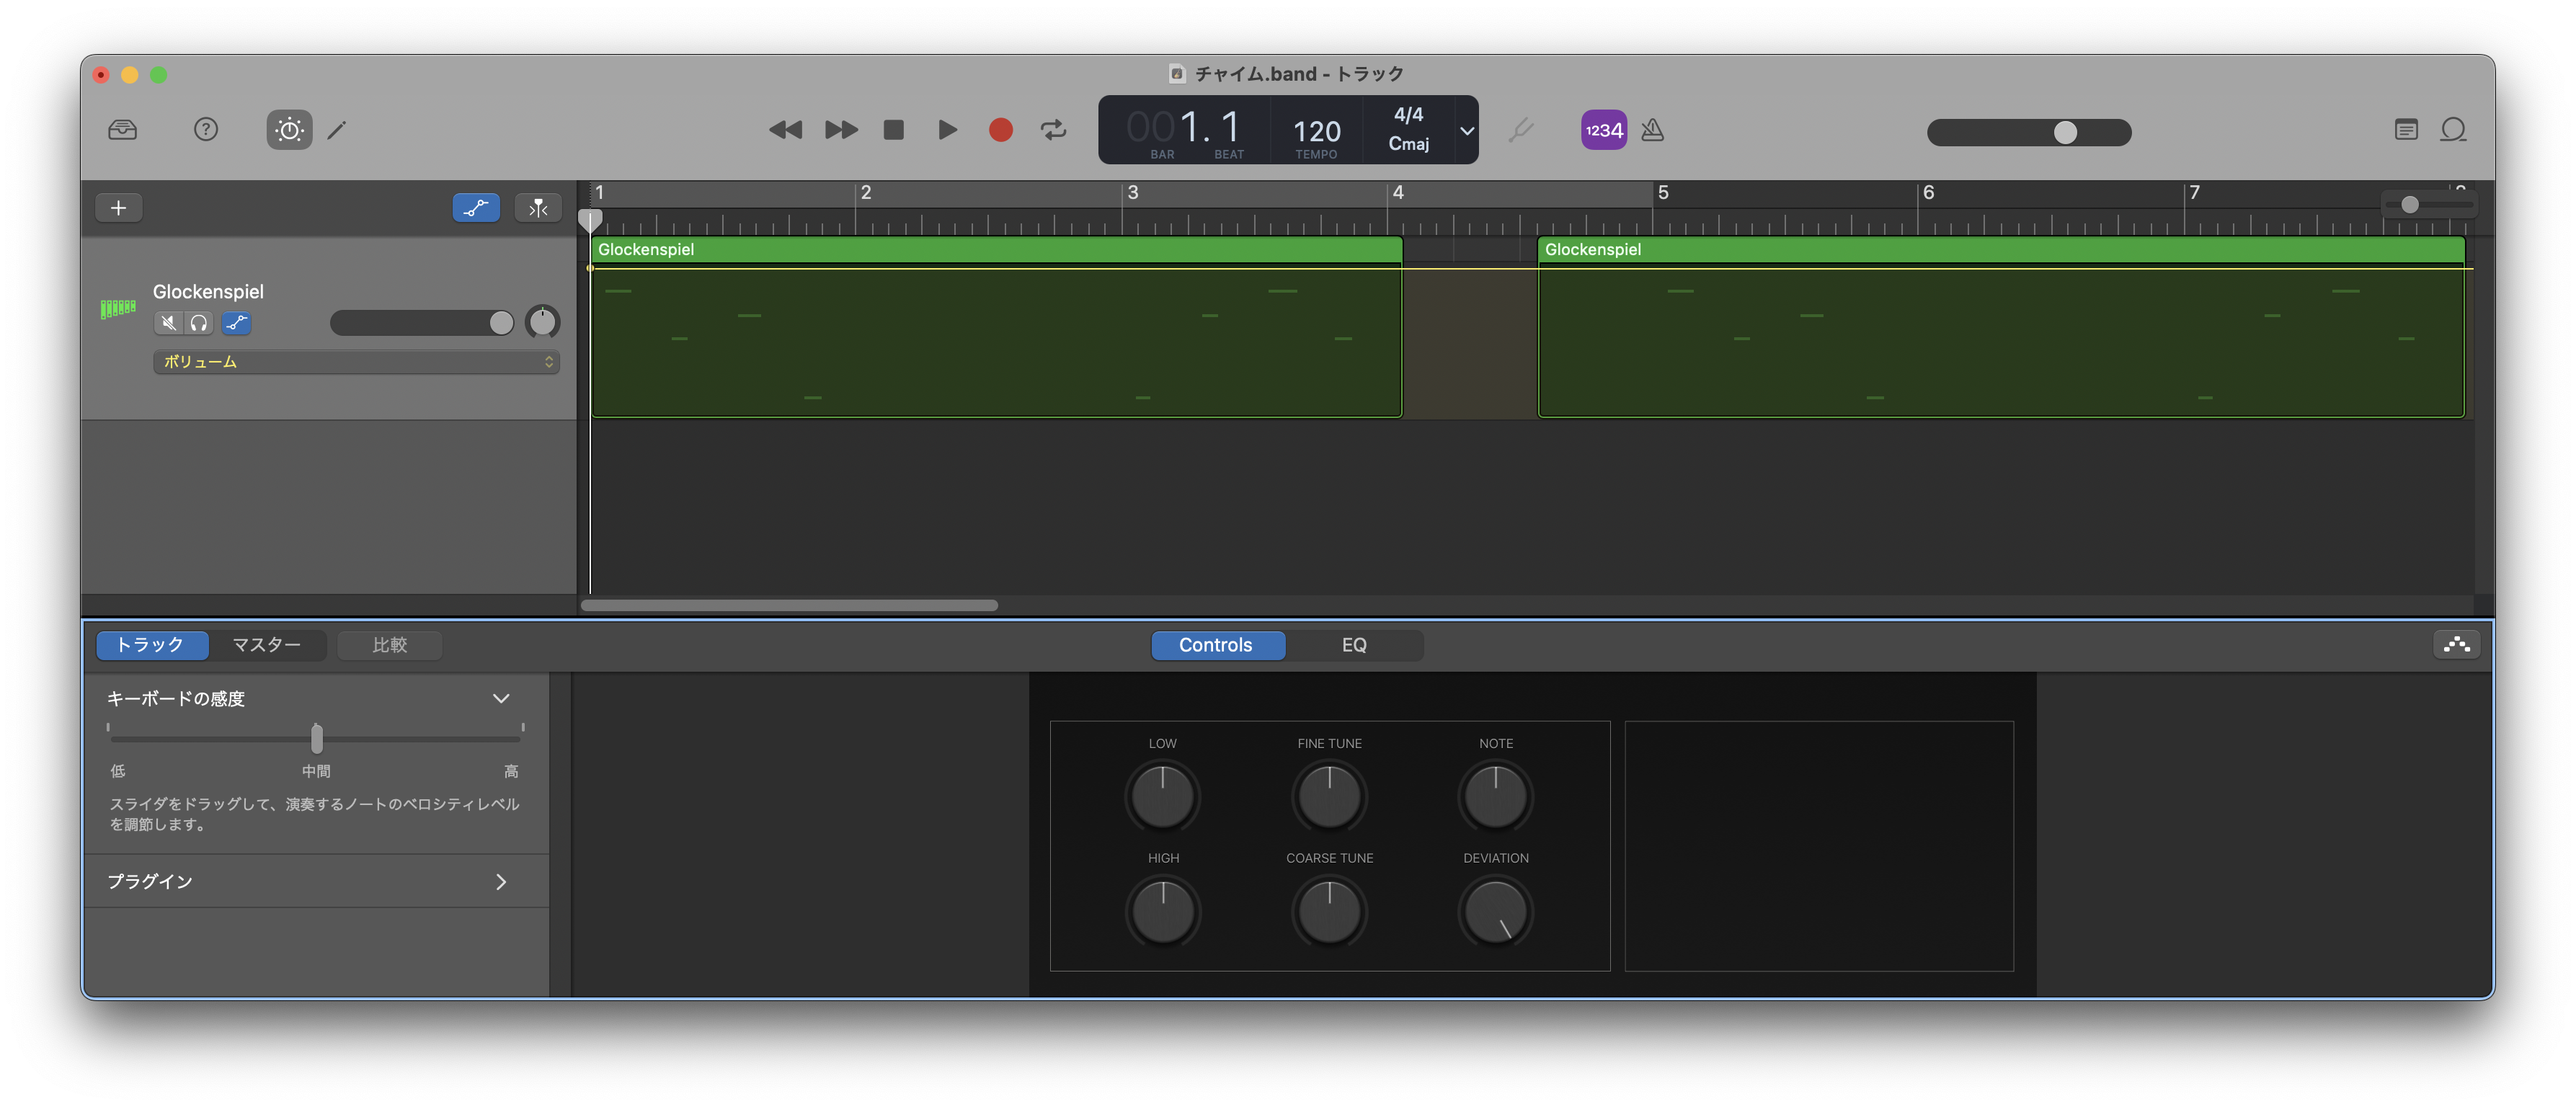 チャイム.band - トラック
001.1
BAR
BEAT
120
TEMPO
4/4
Cmaj
1234
1
2
3
4
5
6
7
Glockenspiel
Glockenspiel
Glockenspiel
ボリューム
トラック
マスター
比較
Controls
EQ
キーボードの感度
低
中間
高
スライダをドラッグして、演奏するノートのベロシティレベル
を調節します。
プラグイン
LOW
FINE TUNE
NOTE
HIGH
COARSE TUNE
DEVIATION